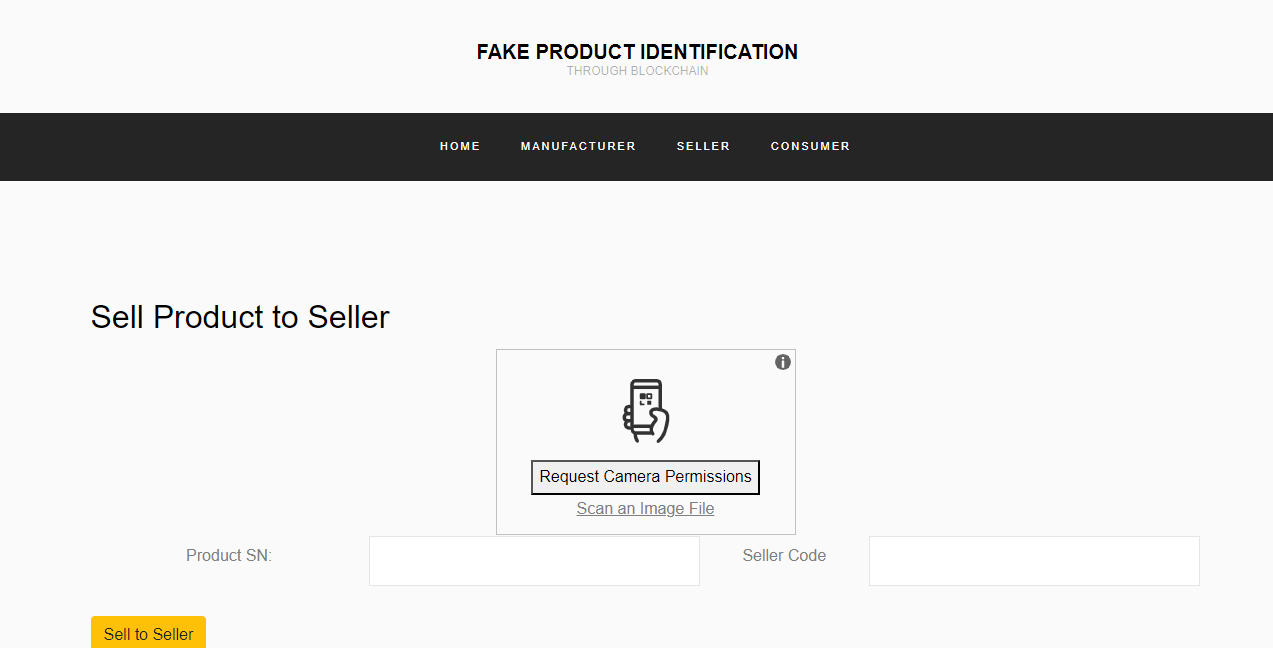 FAKE PRODUCT IDENTIFICATION
THROUGH BLOCKCHAIN
HOME MANUFACTURER SELLER CONSUMER
Sell Product to Seller
Request Camera Permissions
Scan an Image File
Product SN: Seller Code
Sell to Seller